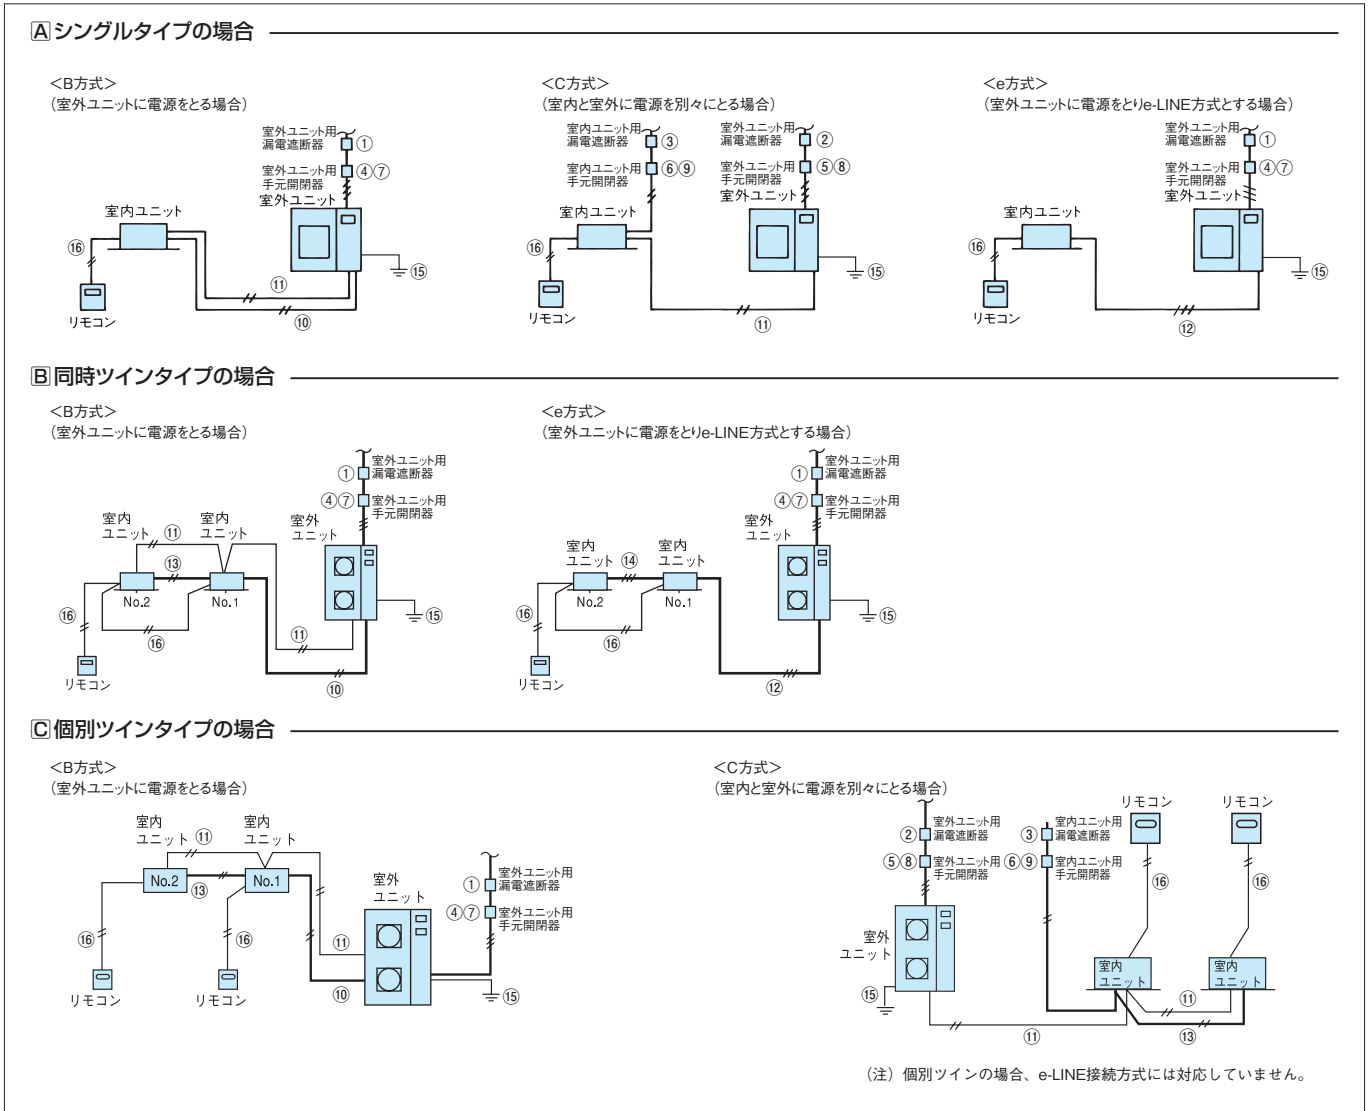 Aシングルタイプの場合
<B方式>
(室外ユニットに電源をとる場合)
室外ユニット用
漏電遮断器
①
室外ユニット用
手元開閉器
④⑦
室外ユニット
室内ユニット
⑯
リモコン
⑪
⑩
⑮
<C方式>
(室内と室外に電源を別々にとる場合)
室内ユニット用
漏電遮断器
③
室内ユニット用
手元開閉器
⑥⑨
室外ユニット用
漏電遮断器
②
室外ユニット用
手元開閉器
⑤⑧
室外ユニット
室内ユニット
⑯
リモコン
⑪
⑮
<e方式>
(室外ユニットに電源をとりe-LINE方式とする場合)
室外ユニット用
漏電遮断器
①
室外ユニット用
手元開閉器
④⑦
室外ユニット
室内ユニット
⑯
リモコン
⑫
⑮
B同時ツインタイプの場合
<B方式>
(室外ユニットに電源をとる場合)
①
室外ユニット用
漏電遮断器
④⑦
室外ユニット用
手元開閉器
室外
ユニット
室内
ユニット
⑪
室内
ユニット
⑬
No.2
No.1
⑯
⑯
リモコン
⑪
⑩
⑮
<e方式>
(室外ユニットに電源をとりe-LINE方式とする場合)
①
室外ユニット用
漏電遮断器
④⑦
室外ユニット用
手元開閉器
室外
ユニット
室内
ユニット
⑭
室内
ユニット
No.2
No.1
⑯
⑯
リモコン
⑫
⑮
C個別ツインタイプの場合
<B方式>
(室外ユニットに電源をとる場合)
室内
ユニット
⑪
室内
ユニット
No.2
⑬
No.1
室外
ユニット
①
室外ユニット用
漏電遮断器
④⑦
室外ユニット用
手元開閉器
⑯
⑯
⑪
⑩
⑮
リモコン
リモコン
<C方式>
(室内と室外に電源を別々にとる場合)
②
室外ユニット用
漏電遮断器
⑤⑧
室外ユニット用
手元開閉器
③
室内ユニット用
漏電遮断器
⑥⑨
室内ユニット用
手元開閉器
リモコン
リモコン
⑯
⑯
室外
ユニット
⑮
室内
ユニット
室内
ユニット
⑪
⑪
⑬
(注)個別ツインの場合、e-LINE接続方式には対応していません。